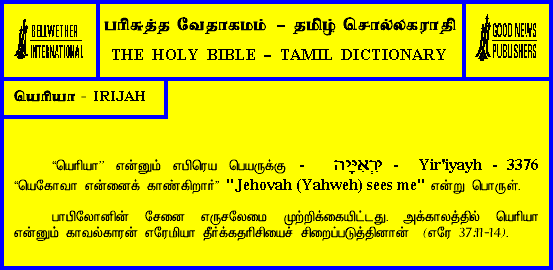 BELLWETHER
INTERNATIONAL
பரிசுத்த வேதாகமம் – தமிழ் சொல்லகராதி
THE HOLY BIBLE – TAMIL DICTIONARY
GOOD NEWS
PUBLISHERS
யெரியா - IRIJAH
“யெரியா” என்னும் எபிரெய பெயருக்கு - יִרְאִיָּיה - Yir'iyayh - 3376
“யெகோவா என்னைக் காண்கிறார்” "Jehovah (Yahweh) sees me" என்று பொருள்.
பாபிலோனின் சேனை எருசலேமை முற்றிக்கையிட்டது. அக்காலத்தில் யெரியா
என்னும் காவல்காரன் எரேமியா தீர்க்கதரிசியைச் சிறைப்படுத்தினான் (எரே 37:11-14).